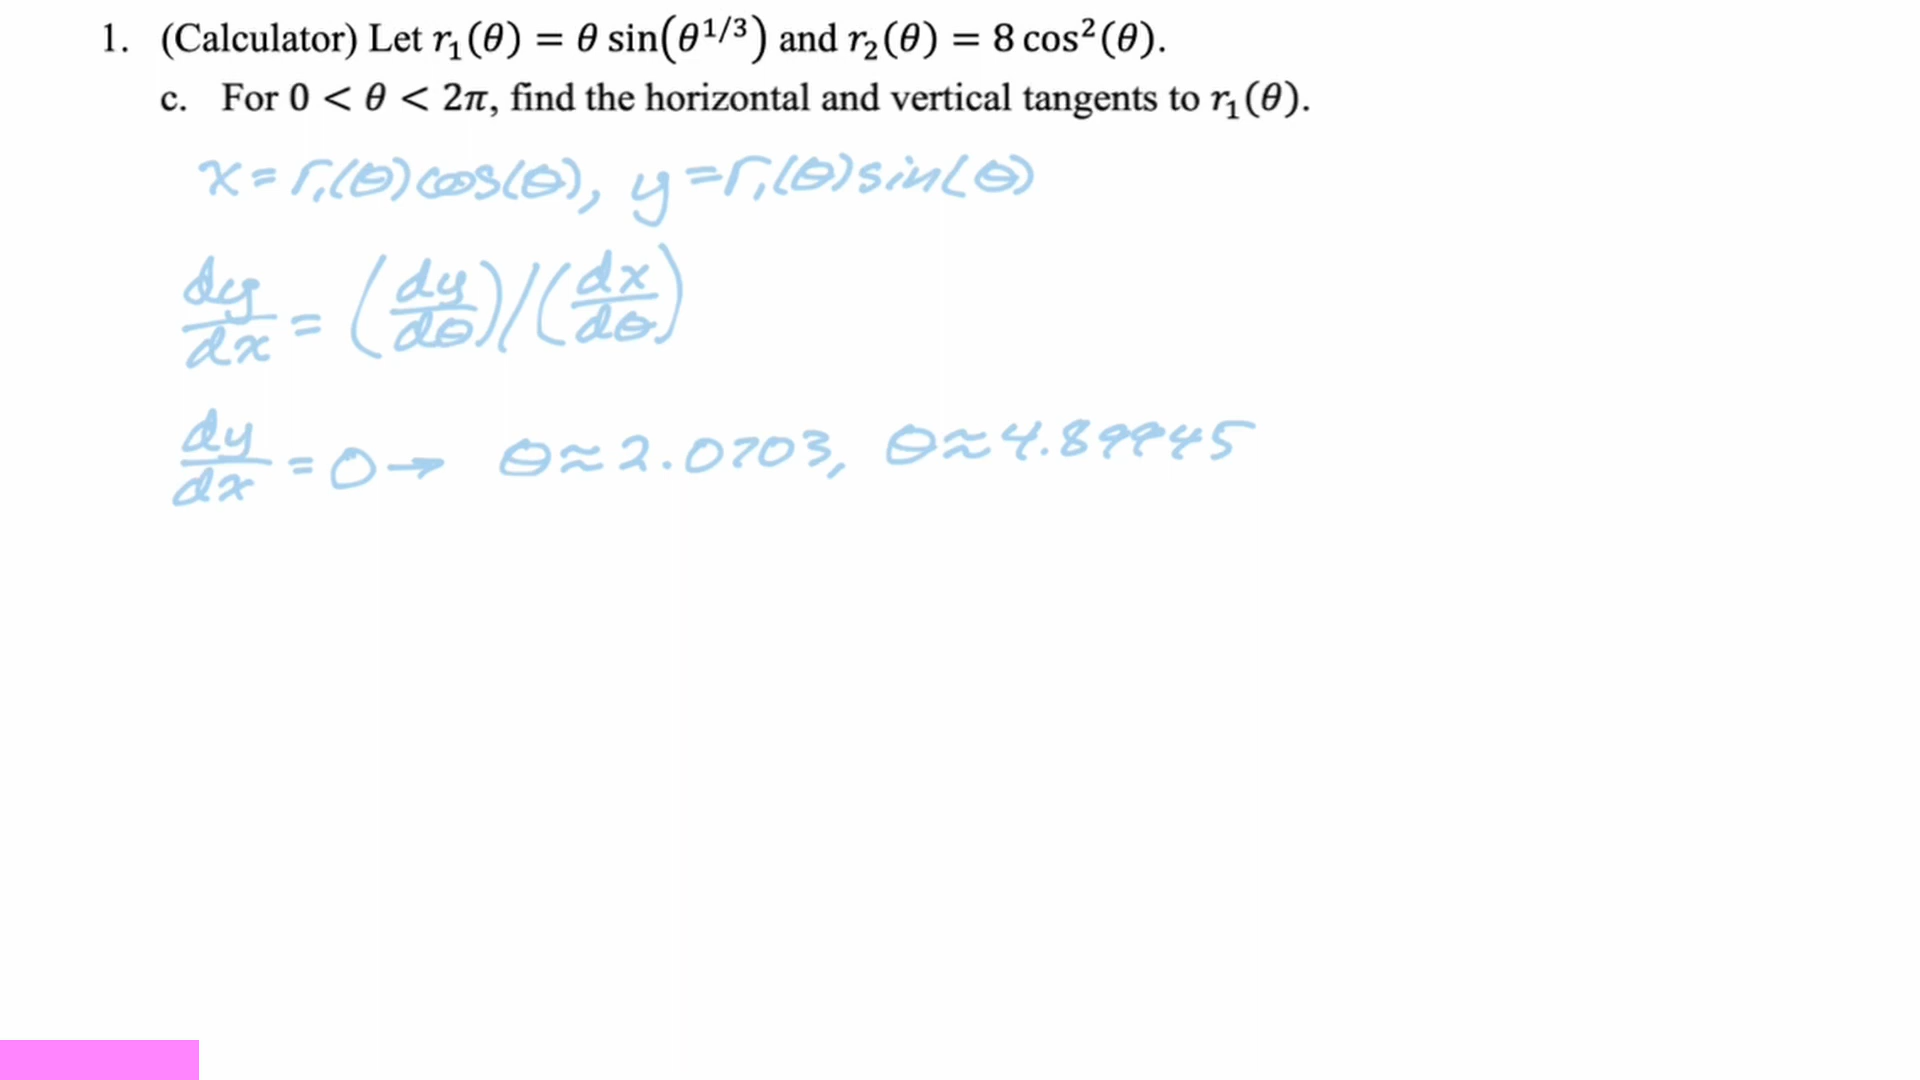 1. (Calculator) Let r₁(θ) = θ sin(θ^{1/3}) and r₂(θ) = 8 cos²(θ).
c. For 0 < θ < 2π, find the horizontal and vertical tangents to r₁(θ).
x = r₁(θ)cos(θ), y = r₁(θ)sin(θ)
dy/dx = (dy/dθ)/(dx/dθ)
dy/dx = 0 → θ ≈ 2.0703, θ ≈ 4.89945